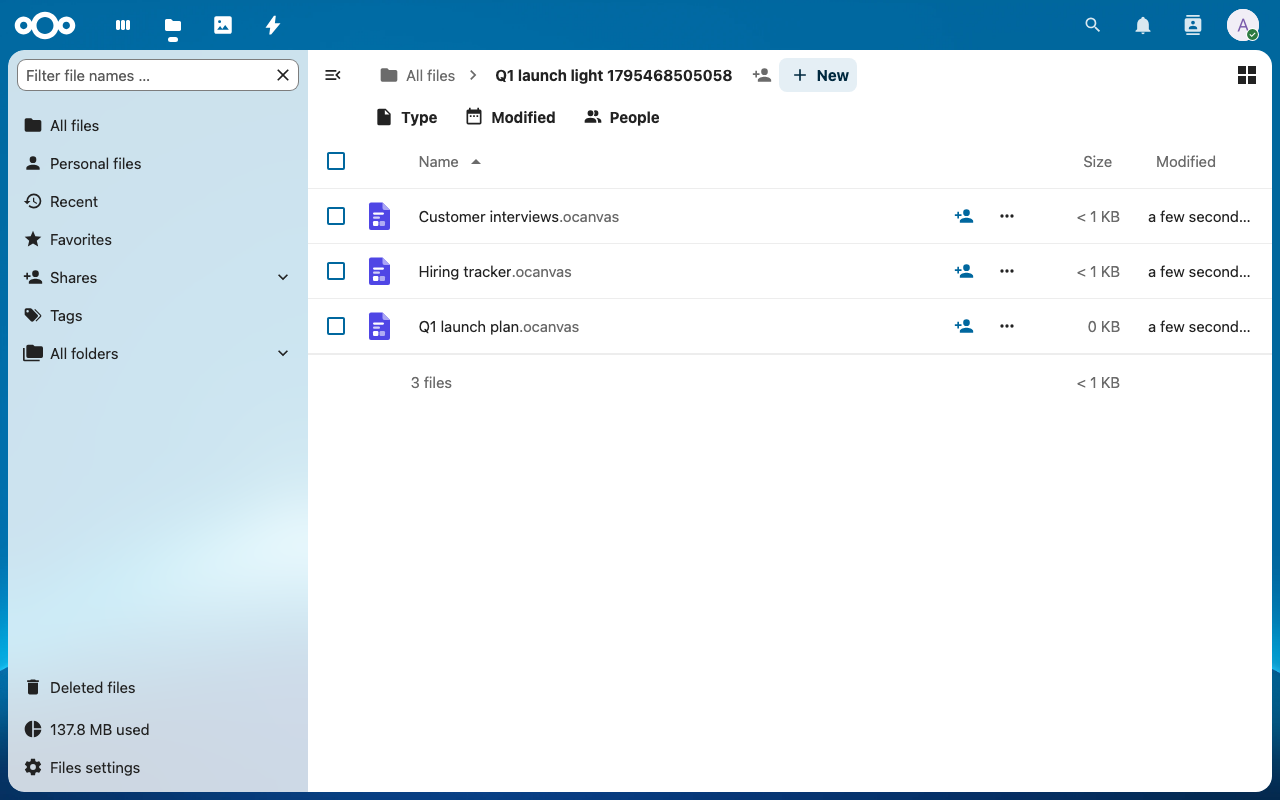 A
Filter file names ...
All files
Personal files
Recent
Favorites
Shares
Tags
All folders
Deleted files
137.8 MB used
Files settings
All files
Q1 launch light 1795468505058
New
Type
Modified
People
Name
Size
Modified
Customer interviews.ocanvas
< 1 KB
a few second...
Hiring tracker.ocanvas
< 1 KB
a few second...
Q1 launch plan.ocanvas
0 KB
a few second...
3 files
< 1 KB